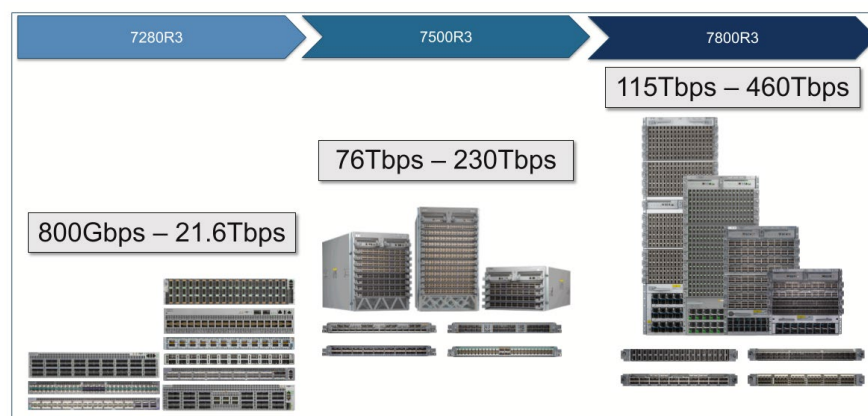 7280R3
7500R3
7800R3
115Tbps – 460Tbps
76Tbps – 230Tbps
800Gbps – 21.6Tbps